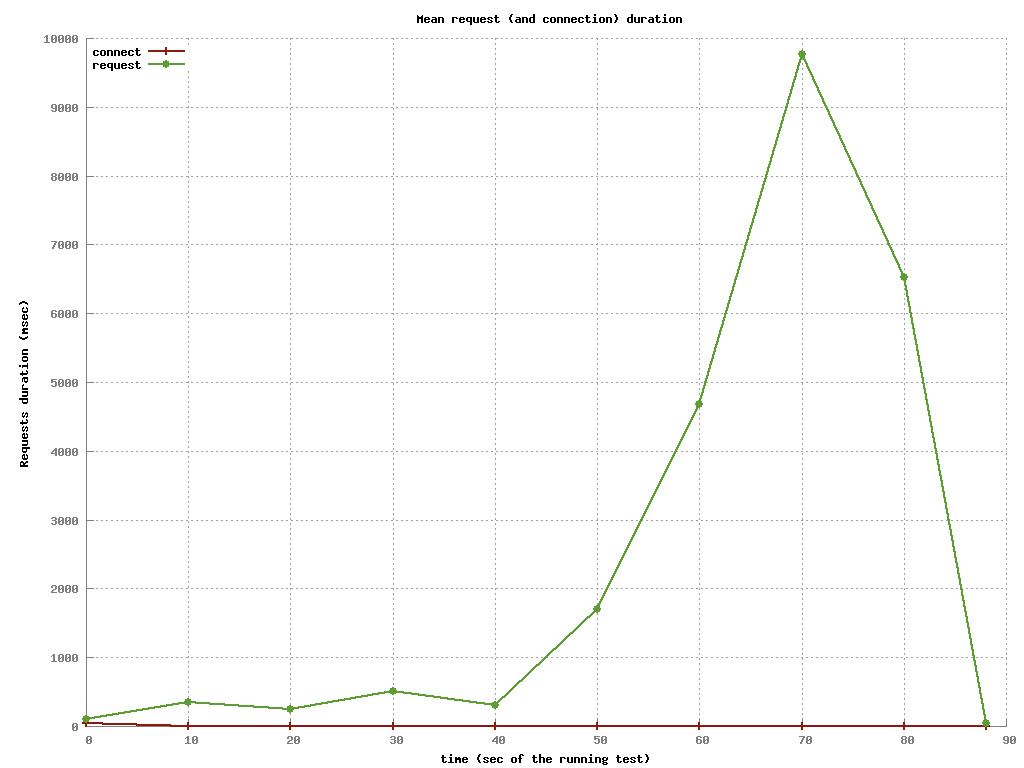 Mean request (and connection) duration
connect
request
10000
9000
8000
7000
6000
5000
4000
3000
2000
1000
0
Requests duration (msec)
0 10 20 30 40 50 60 70 80 90
time (sec of the running test)